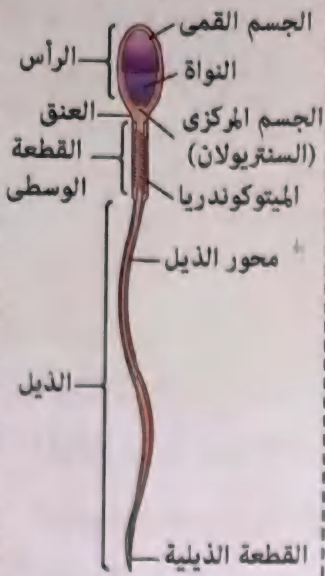 الجسم القمى
الرأس
النواة
العنق
الجسم المركزى
(السنتريولان)
القطعة
الوسطى
الميتوكوندريا
محور الذيل
الذيل
القطعة الذيلية